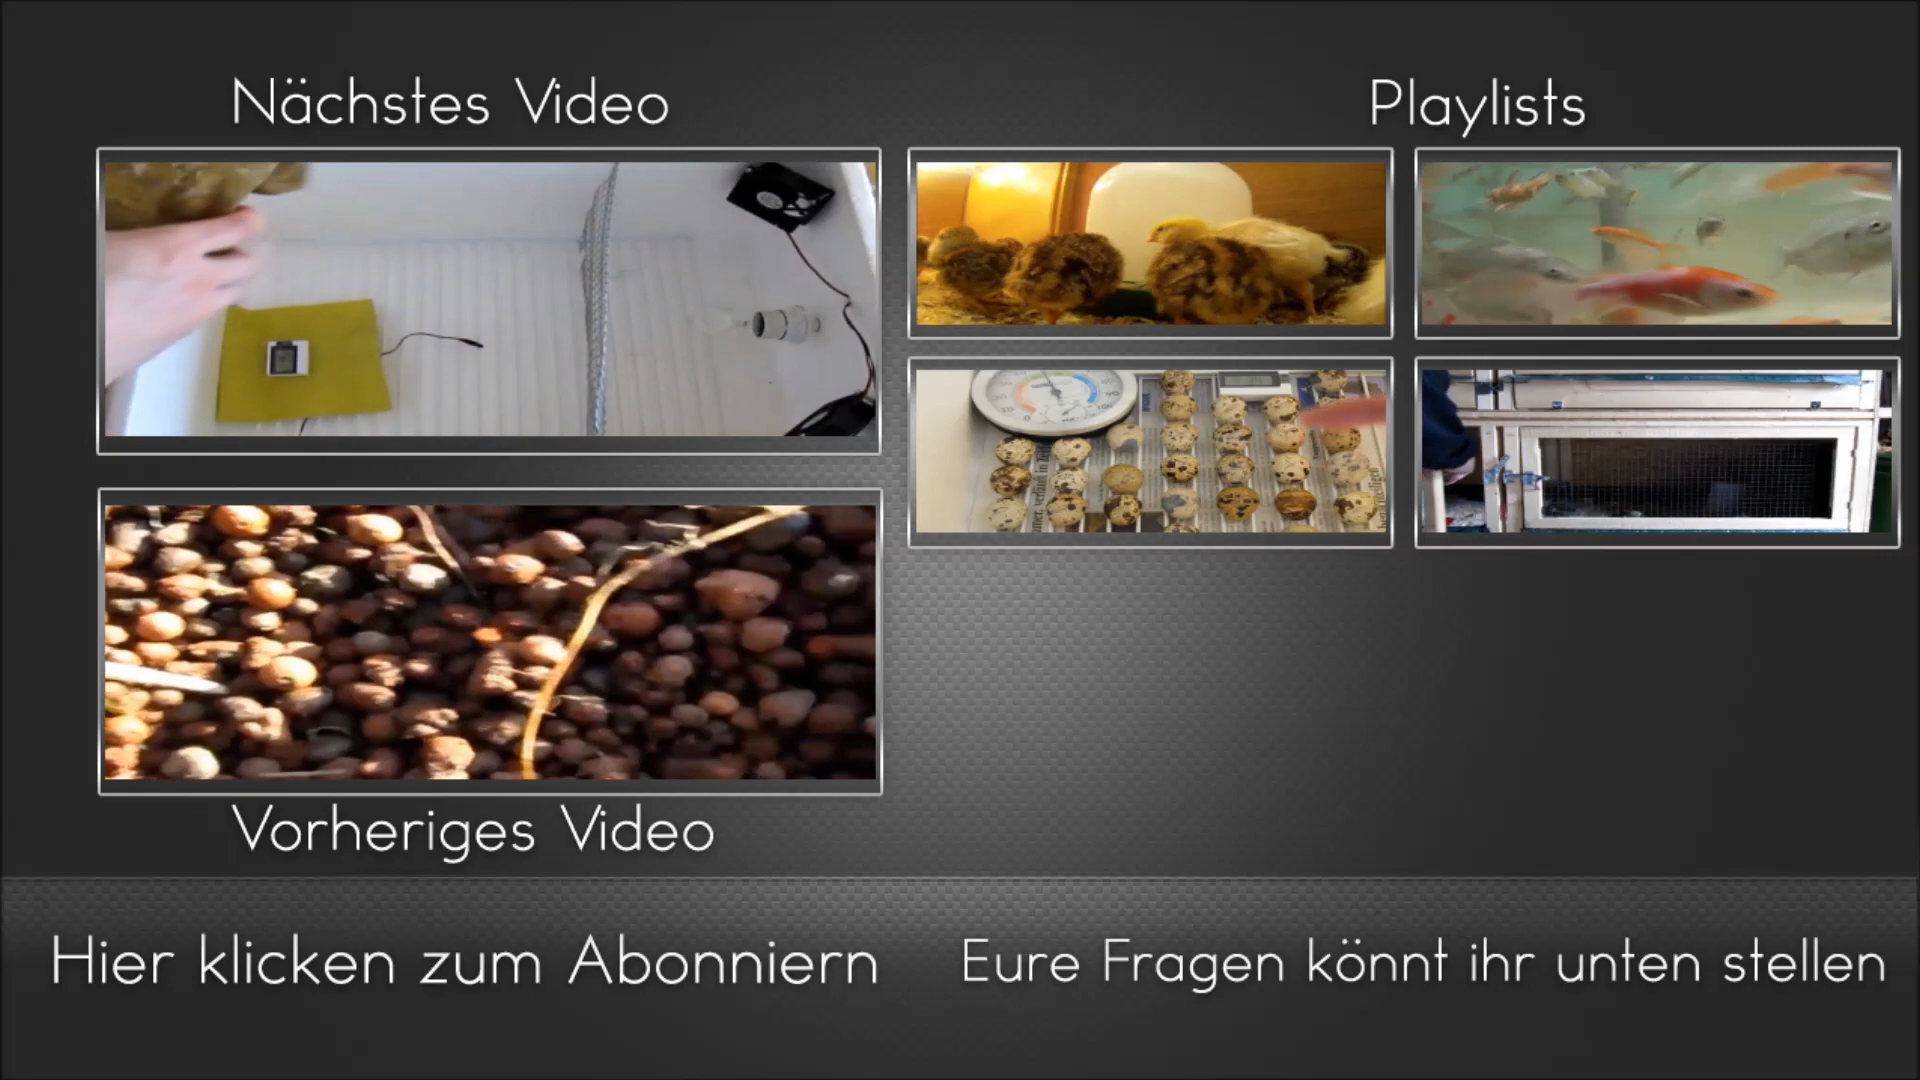 Nächstes Video
Playlists
Vorheriges Video
Hier klicken zum Abonniern
Eure Fragen könnt ihr unten stellen